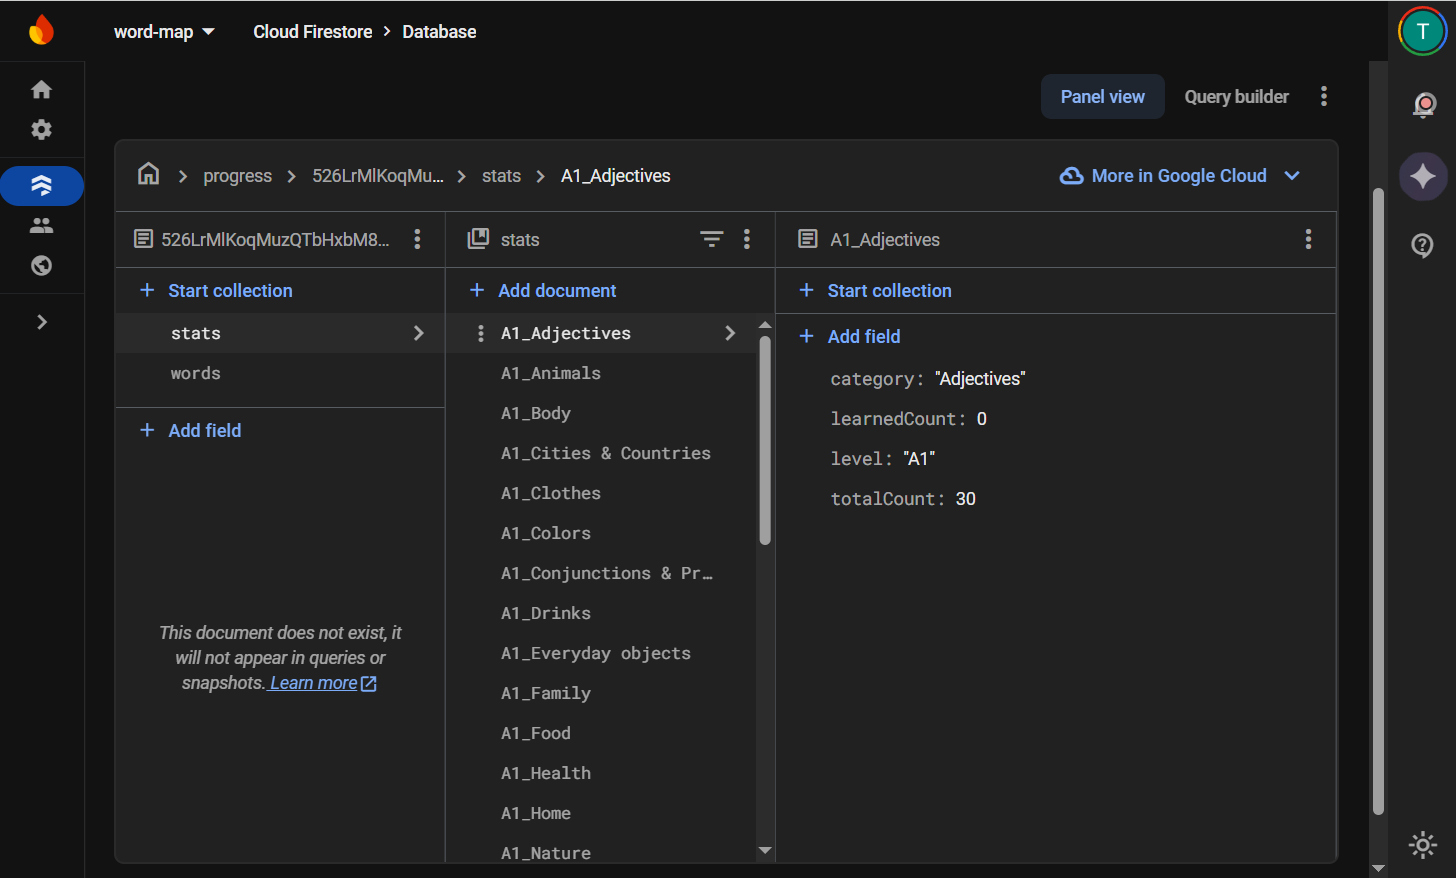 word-map
Cloud Firestore > Database
T
Panel view
Query builder
progress > 526LrMlKoqMu... > stats > A1_Adjectives
More in Google Cloud
526LrMlKoqMuzQTbHxbM8...
+ Start collection
stats
words
+ Add field
This document does not exist, it
will not appear in queries or
snapshots. Learn more
stats
+ Add document
A1_Adjectives
A1_Animals
A1_Body
A1_Cities & Countries
A1_Clothes
A1_Colors
A1_Conjunctions & Pr…
A1_Drinks
A1_Everyday objects
A1_Family
A1_Food
A1_Health
A1_Home
A1_Nature
A1_Adjectives
+ Start collection
+ Add field
category: "Adjectives"
learnedCount: 0
level: "A1"
totalCount: 30